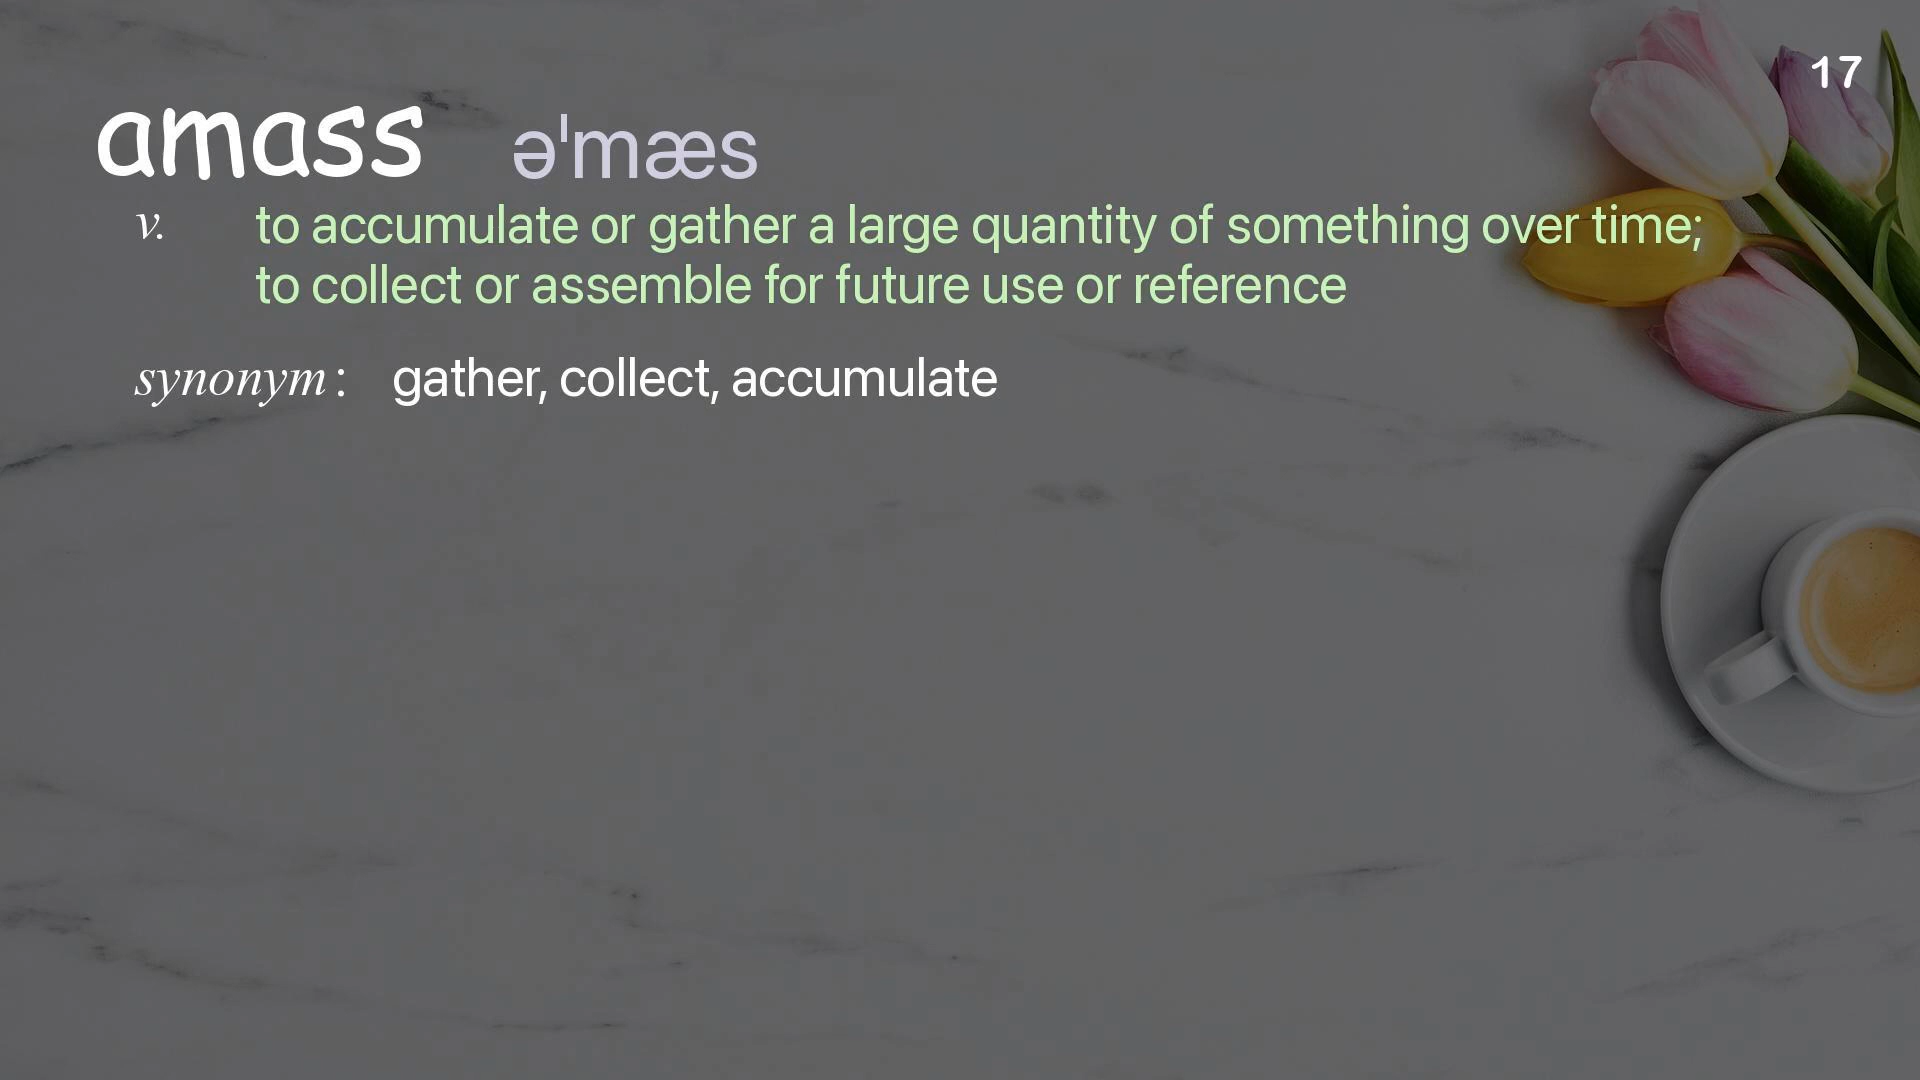 17
amass əˈmæs
v. to accumulate or gather a large quantity of something over time;
to collect or assemble for future use or reference
synonym : gather, collect, accumulate